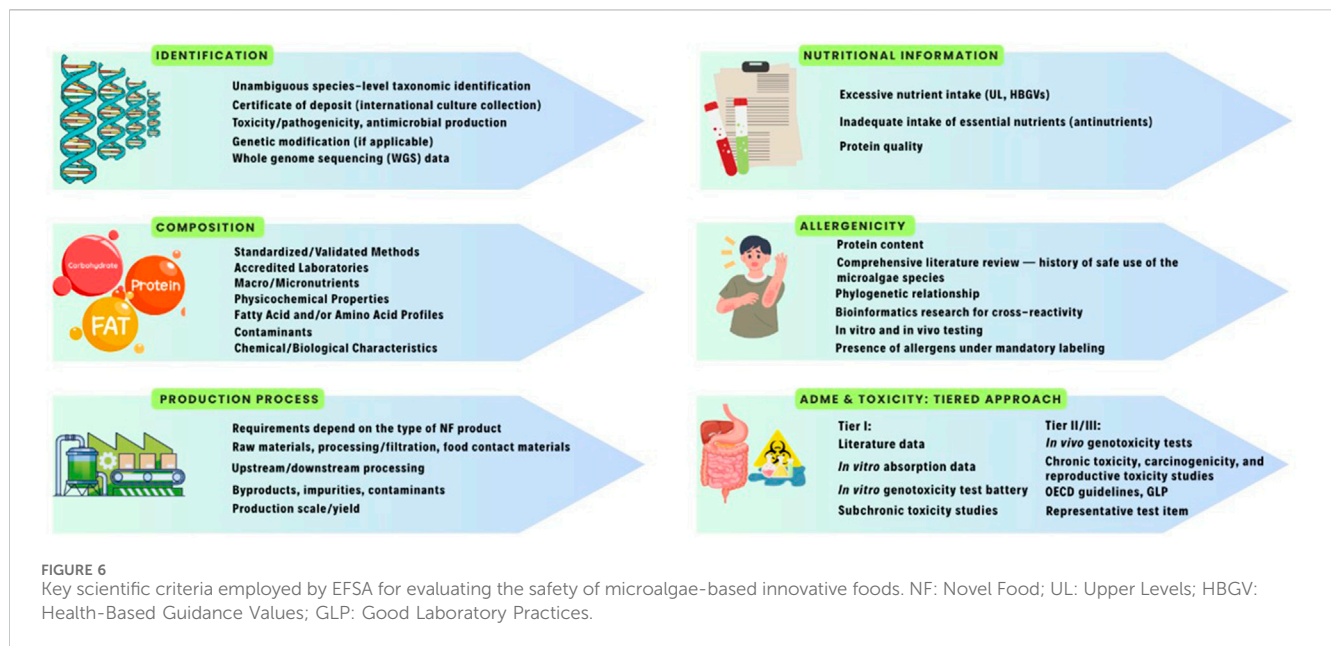 IDENTIFICATION
Unambiguous species-level taxonomic identification
Certificate of deposit (international culture collection)
Toxicity/pathogenicity, antimicrobial production
Genetic modification (if applicable)
Whole genome sequencing (WGS) data
NUTRITIONAL INFORMATION
Excessive nutrient intake (UL, HBGVs)
Inadequate intake of essential nutrients (antinutrients)
Protein quality
COMPOSITION
Carbohydrate
Protein
FAT
Standardized/Validated Methods
Accredited Laboratories
Macro/Micronutrients
Physicochemical Properties
Fatty Acid and/or Amino Acid Profiles
Contaminants
Chemical/Biological Characteristics
ALLERGENICITY
Protein content
Comprehensive literature review — history of safe use of the
microalgae species
Phylogenetic relationship
Bioinformatics research for cross-reactivity
In vitro and in vivo testing
Presence of allergens under mandatory labeling
PRODUCTION PROCESS
Requirements depend on the type of NF product
Raw materials, processing/filtration, food contact materials
Upstream/downstream processing
Byproducts, impurities, contaminants
Production scale/yield
ADME & TOXICITY: TIERED APPROACH
Tier I:
Literature data
In vitro absorption data
In vitro genotoxicity test battery
Subchronic toxicity studies
Tier II/III:
In vivo genotoxicity tests
Chronic toxicity, carcinogenicity, and
reproductive toxicity studies
OECD guidelines, GLP
Representative test item
FIGURE 6
Key scientific criteria employed by EFSA for evaluating the safety of microalgae-based innovative foods. NF: Novel Food; UL: Upper Levels; HBGV:
Health-Based Guidance Values; GLP: Good Laboratory Practices.